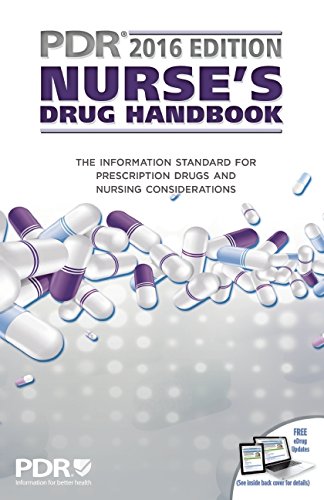 PDR® 2016 EDITION
NURSE'S
DRUG HANDBOOK
THE INFORMATION STANDARD FOR
PRESCRIPTION DRUGS AND
NURSING CONSIDERATIONS
FREE
eDrug
Updates
(See inside back cover for details)
PDR
Information for better health